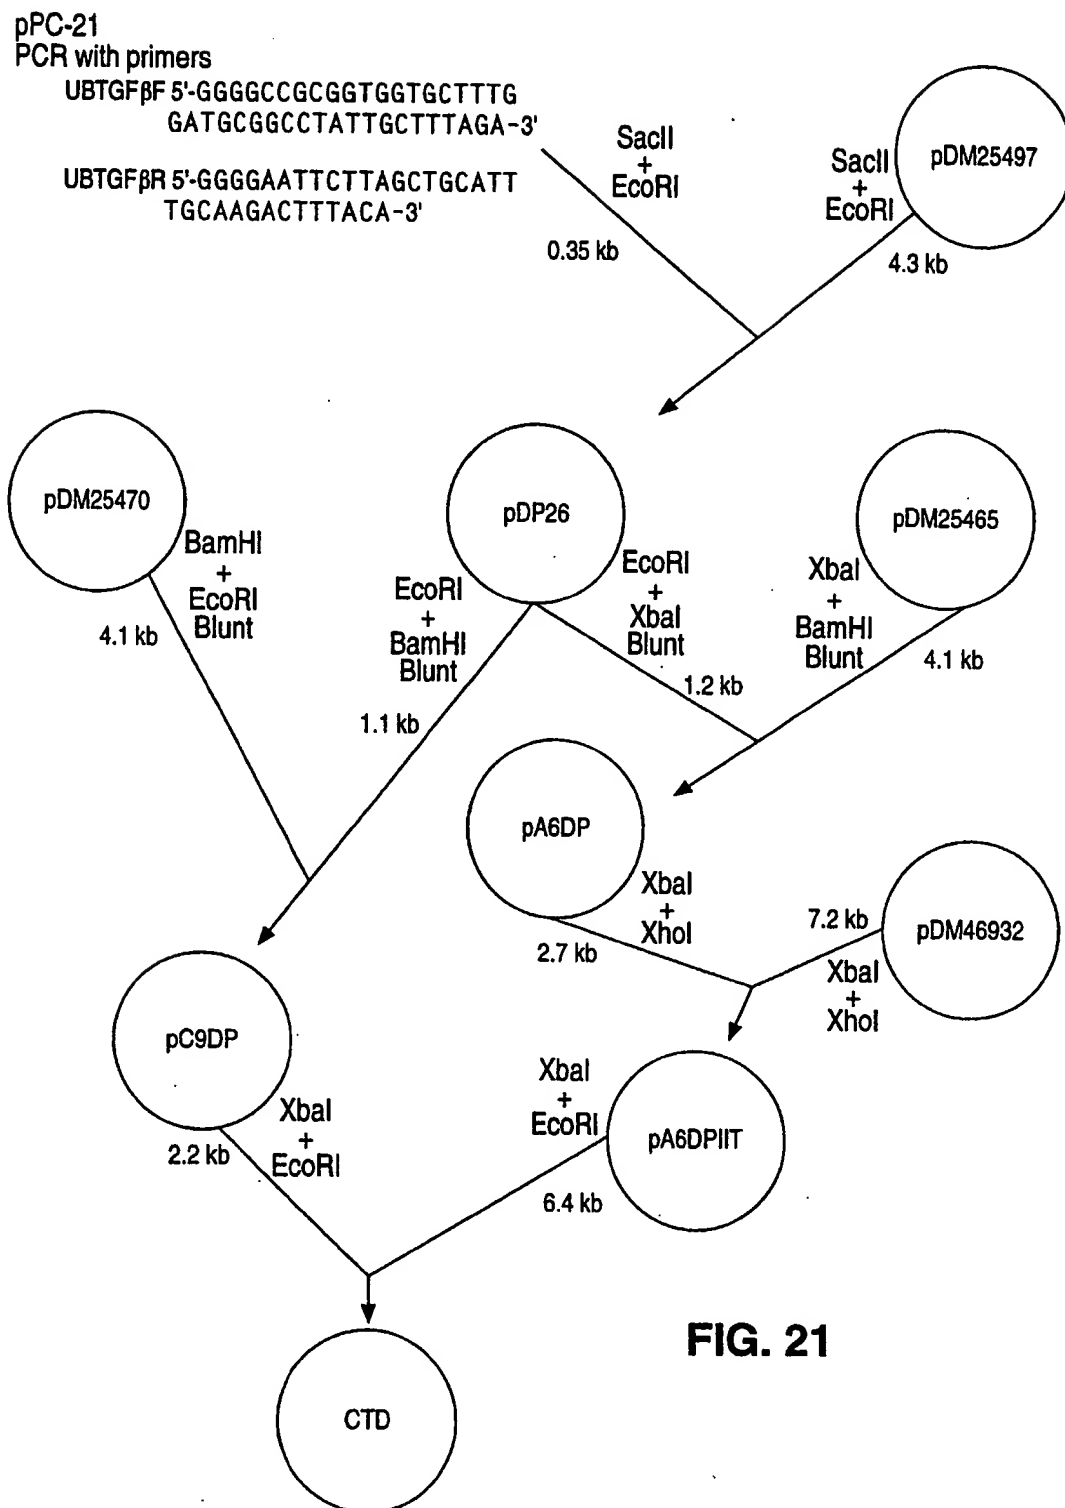 pPC-21
PCR with primers
UBTGFβF 5'-GGGGCCGCGGTGGTGCTTTG
GATGCGGCCTATTGCTTTAGA-3'
UBTGFβR 5'-GGGGAATTCTTAGCTGCATT
TGCAAGACTTTACA-3'
SacII
+
EcoRI
0.35 kb
pDM25497
SacII
+
EcoRI
4.3 kb
pDM25470
BamHI
+
EcoRI
Blunt
4.1 kb
pDP26
EcoRI
+
BamHI
Blunt
1.1 kb
EcoRI
+
XbaI
Blunt
1.2 kb
pDM25465
XbaI
+
BamHI
Blunt
4.1 kb
pA6DP
XbaI
+
XhoI
2.7 kb
7.2 kb
pDM46932
XbaI
+
XhoI
pC9DP
XbaI
+
EcoRI
2.2 kb
XbaI
+
EcoRI
pA6DPIIT
6.4 kb
CTD
FIG. 21